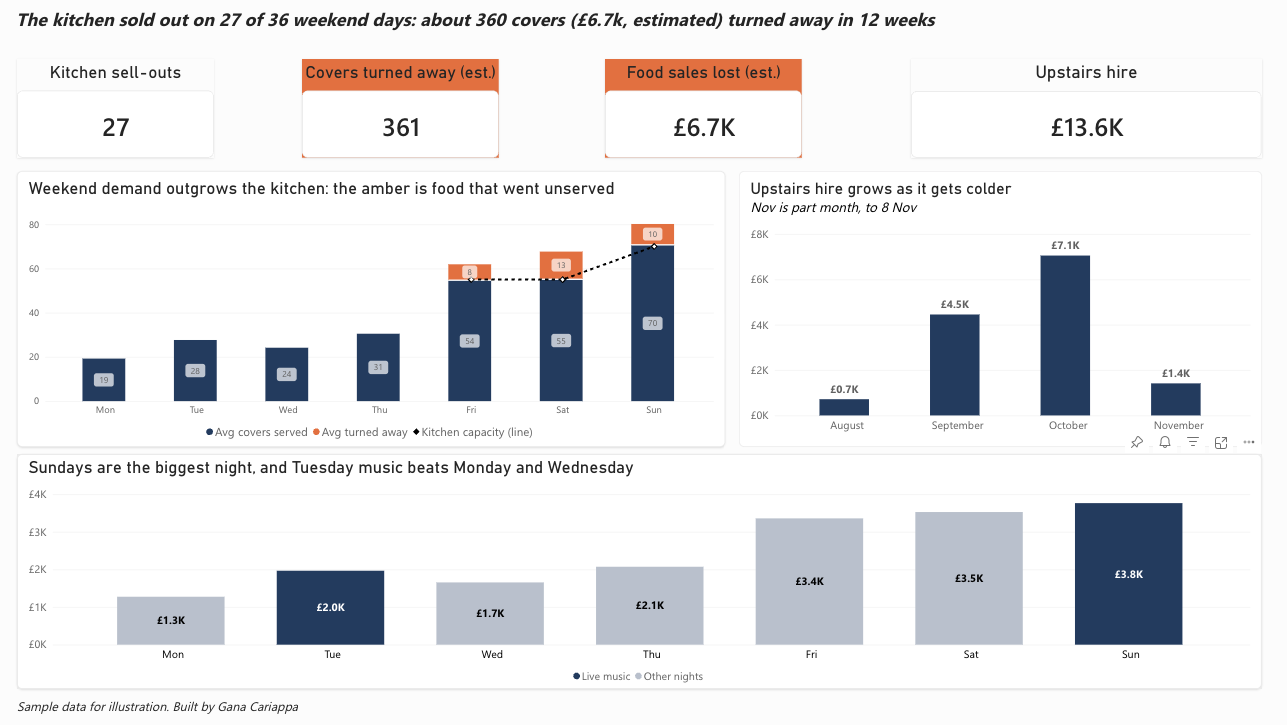 The kitchen sold out on 27 of 36 weekend days: about 360 covers (£6.7k, estimated) turned away in 12 weeks
Kitchen sell-outs
27
Covers turned away (est.)
361
Food sales lost (est.)
£6.7K
Upstairs hire
£13.6K
Weekend demand outgrows the kitchen: the amber is food that went unserved
80
60
40
20
0
19
28
24
31
8
54
13
55
10
70
Mon Tue Wed Thu Fri Sat Sun
Avg covers served Avg turned away Kitchen capacity (line)
Upstairs hire grows as it gets colder
Nov is part month, to 8 Nov
£8K
£6K
£4K
£2K
£0K
£0.7K
£4.5K
£7.1K
£1.4K
August September October November
Sundays are the biggest night, and Tuesday music beats Monday and Wednesday
£4K
£3K
£2K
£1K
£0K
£1.3K
£2.0K
£1.7K
£2.1K
£3.4K
£3.5K
£3.8K
Mon Tue Wed Thu Fri Sat Sun
Live music Other nights
Sample data for illustration. Built by Gana Cariappa